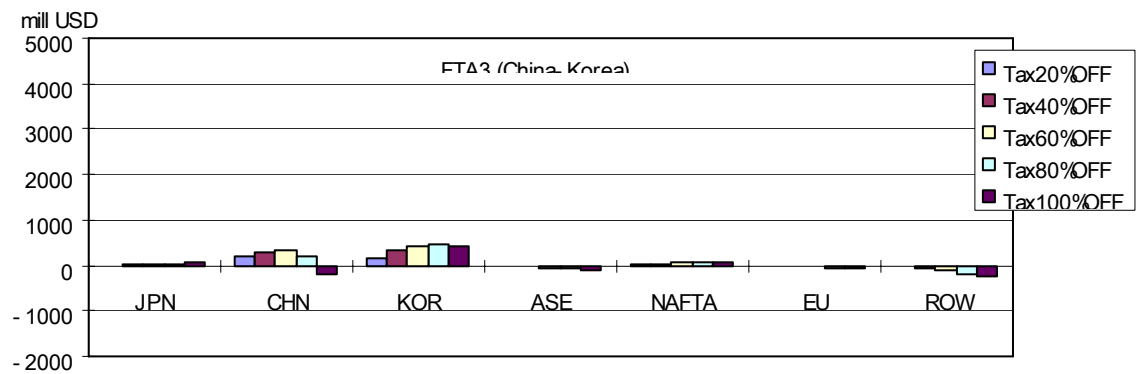 mill USD
5000
4000
3000
2000
1000
0
- 1000
- 2000
FTA3 (China- Korea)
Tax20%OFF
Tax40%OFF
Tax60%OFF
Tax80%OFF
Tax100%OFF
JPN CHN KOR ASE NAFTA EU ROW